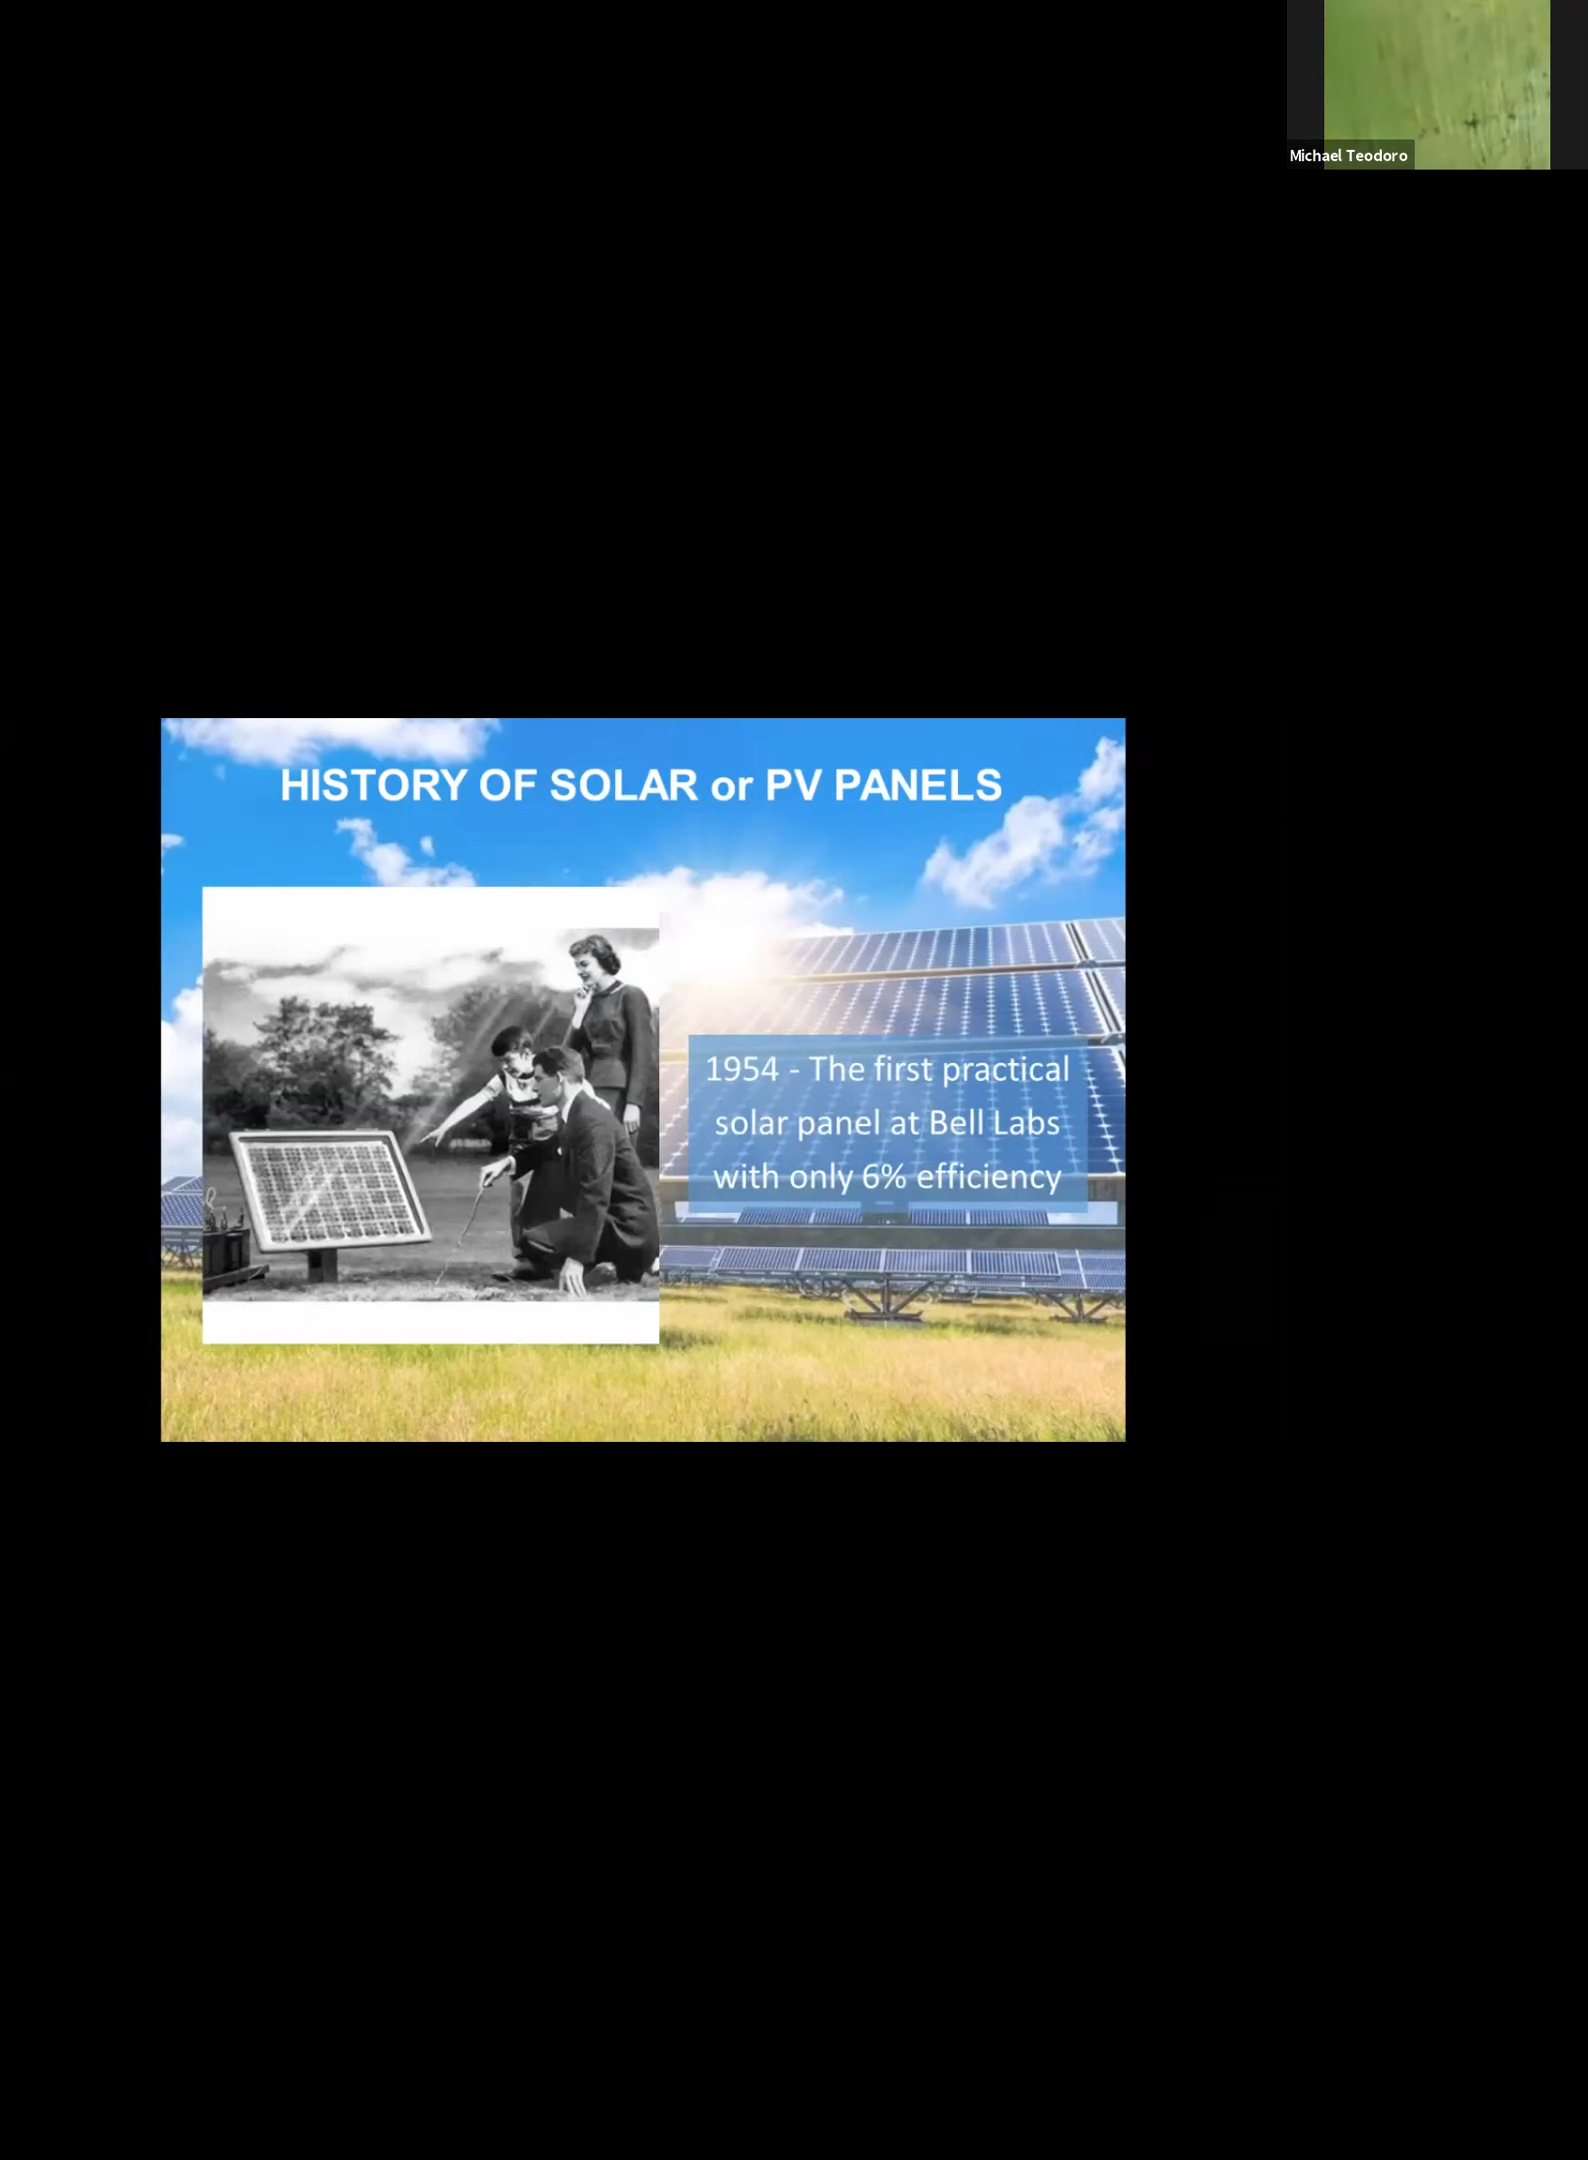 Michael Teodoro
HISTORY OF SOLAR or PV PANELS
1954 - The first practical
solar panel at Bell Labs
with only 6% efficiency